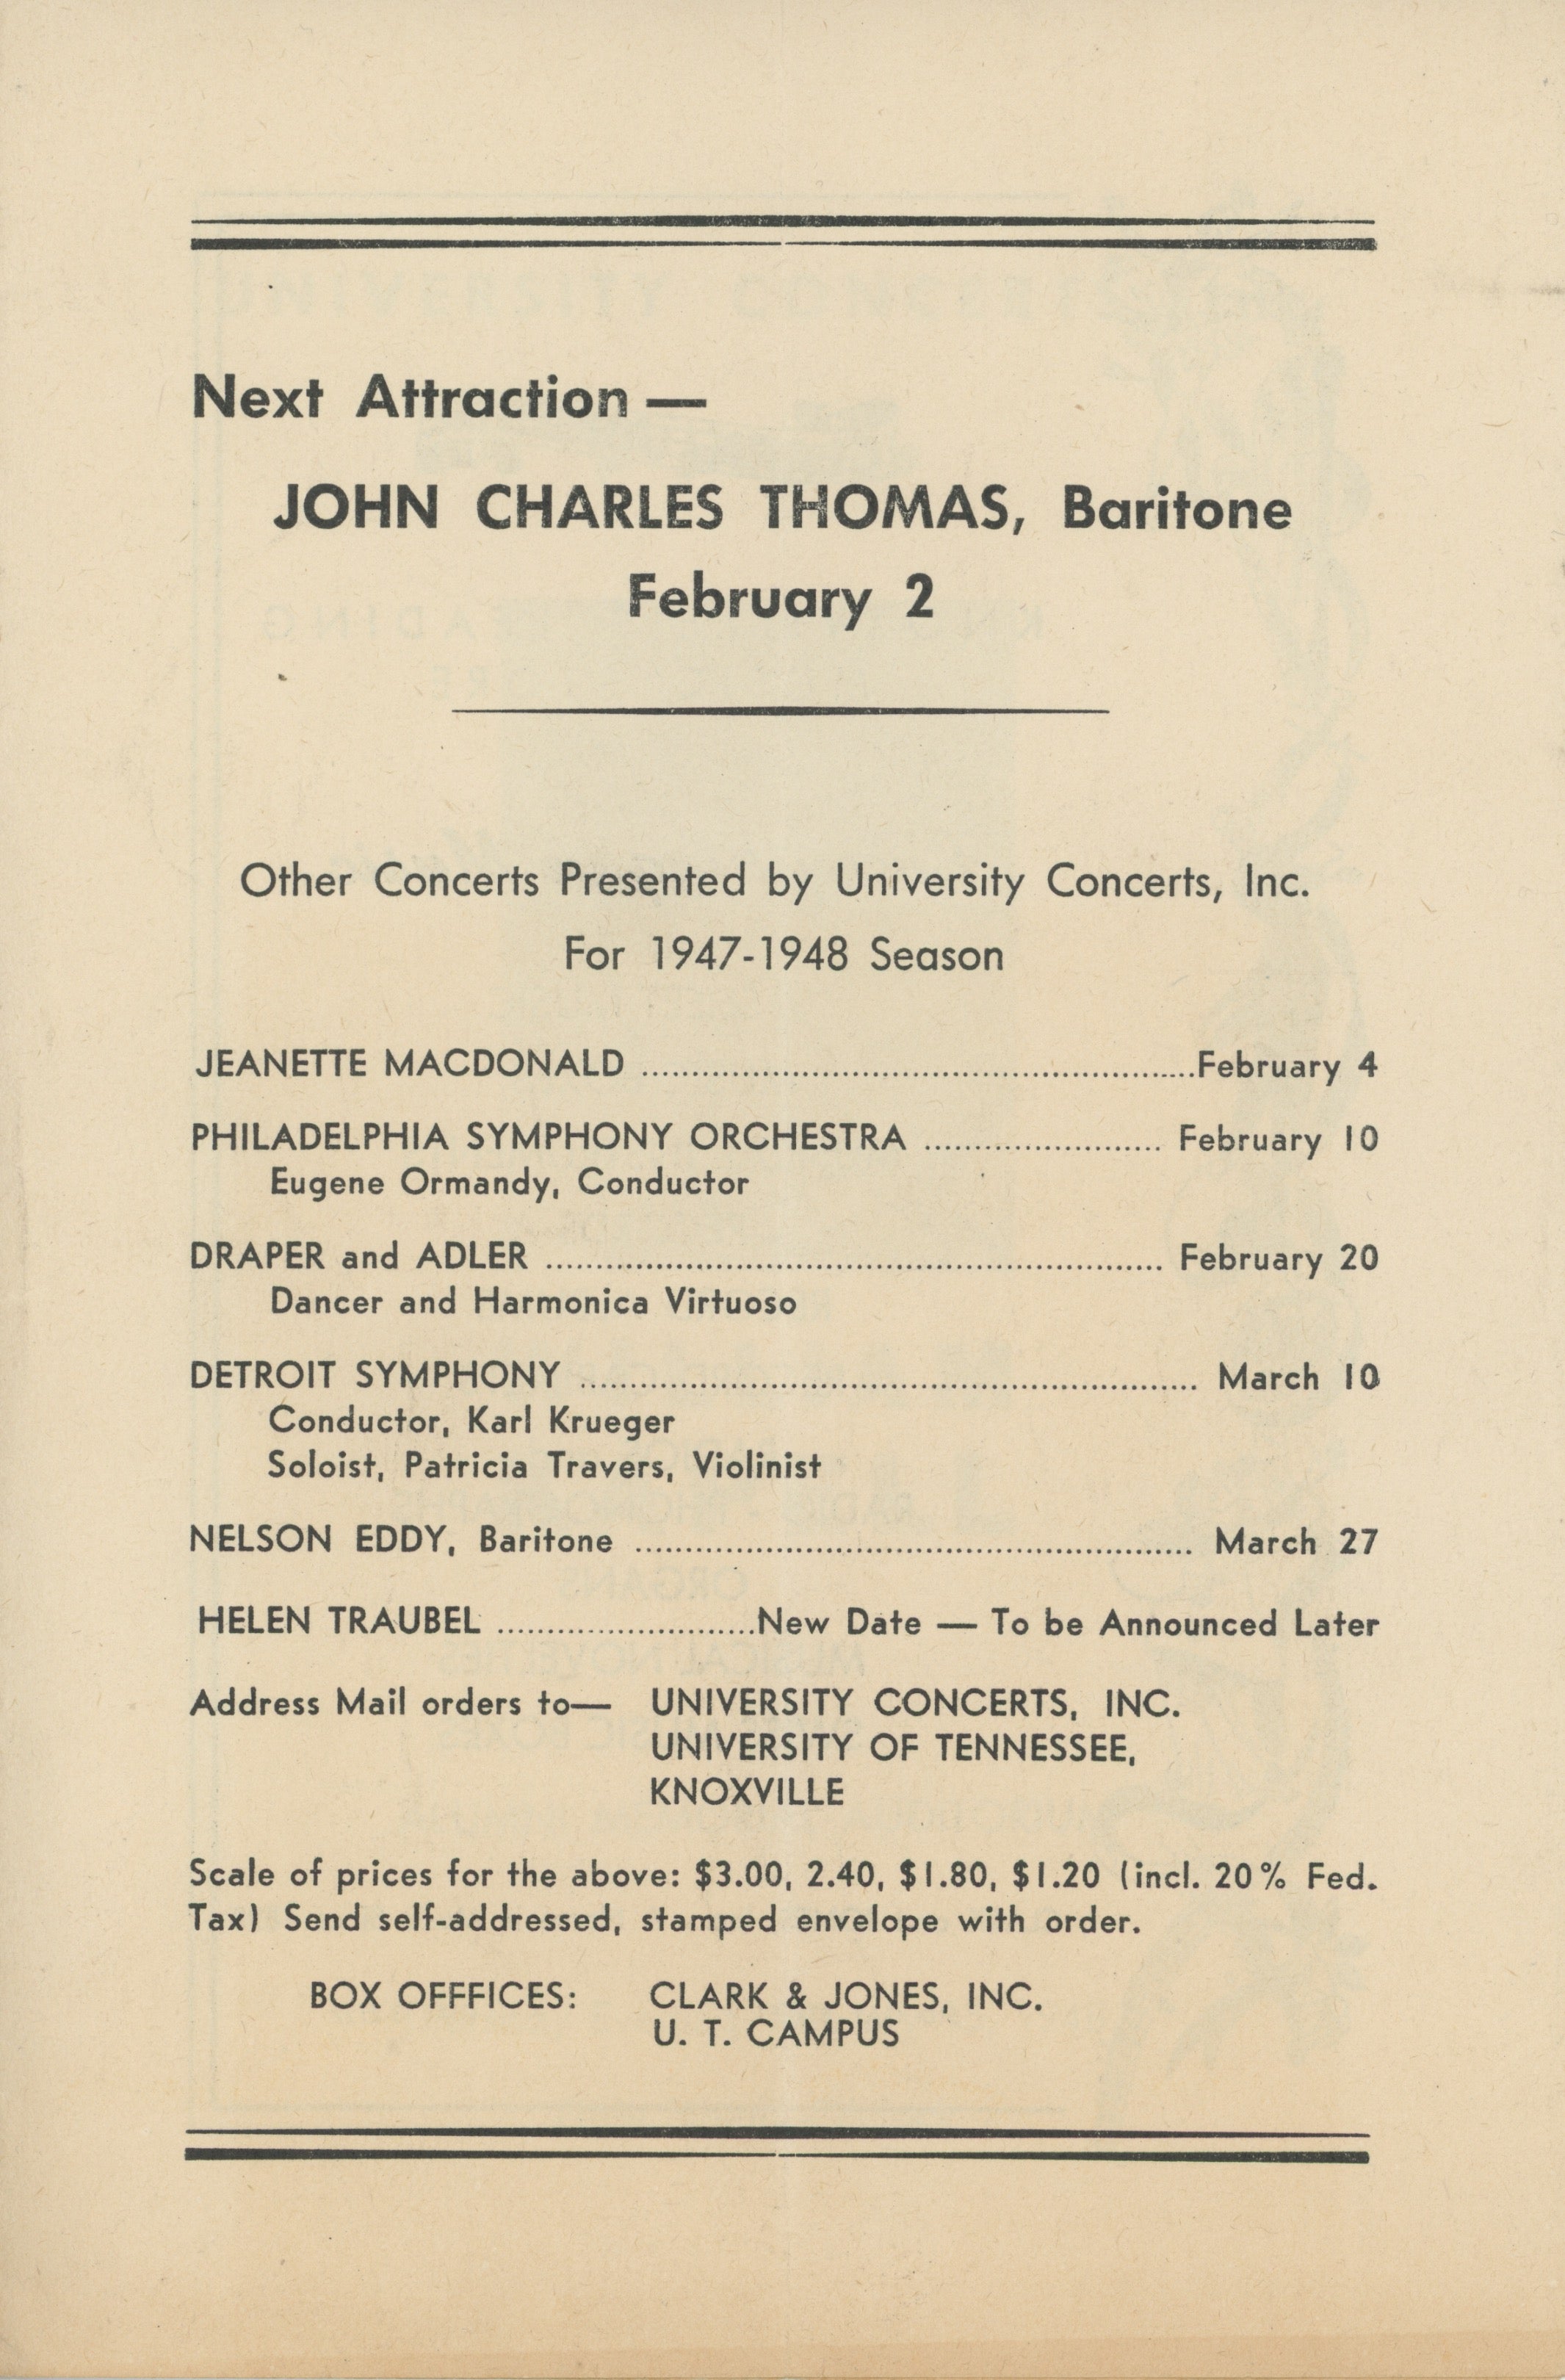 Next Attraction —
JOHN CHARLES THOMAS, Baritone
February 2
Other Concerts Presented by University Concerts, Inc.
For 1947-1948 Season
JEANETTE MACDONALD ........................................................February 4
PHILADELPHIA SYMPHONY ORCHESTRA ........................ February 10
Eugene Ormandy, Conductor
DRAPER and ADLER .............................................................. February 20
Dancer and Harmonica Virtuoso
DETROIT SYMPHONY .............................................................. March 10
Conductor, Karl Krueger
Soloist, Patricia Travers, Violinist
NELSON EDDY, Baritone ........................................................ March 27
HELEN TRAUBEL ..........................New Date — To be Announced Later
Address Mail orders to— UNIVERSITY CONCERTS, INC.
UNIVERSITY OF TENNESSEE,
KNOXVILLE
Scale of prices for the above: $3.00, 2.40, $1.80, $1.20 (incl. 20% Fed.
Tax) Send self-addressed, stamped envelope with order.
BOX OFFFICES: CLARK & JONES, INC.
U. T. CAMPUS